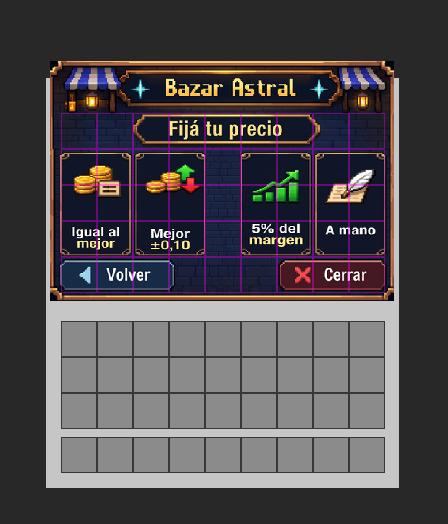 Bazar Astral
Fijá tu precio
Igual al
mejor
Mejor
±0,10
5% del
margen
A mano
Volver
Cerrar